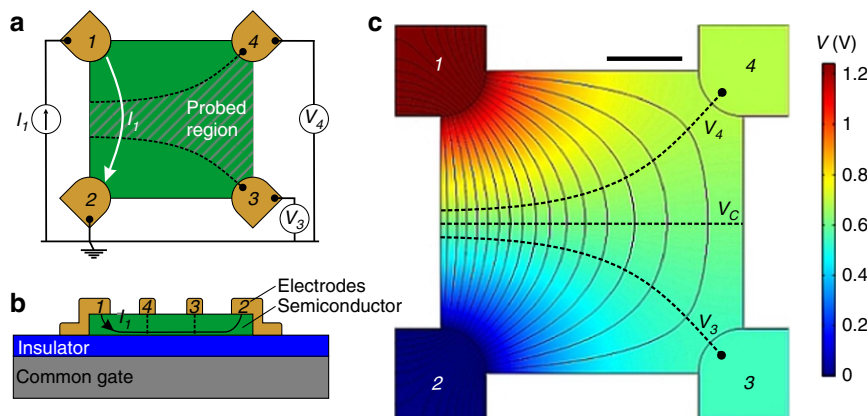 a
1
4
I₁
I₁
Probed
region
V₄
2
3
V₃
b
1
4
3
2
I₁
Electrodes
Semiconductor
Insulator
Common gate
c
V (V)
1
4
V₄
V_C
V₃
2
3
1.2
1
0.8
0.6
0.4
0.2
0